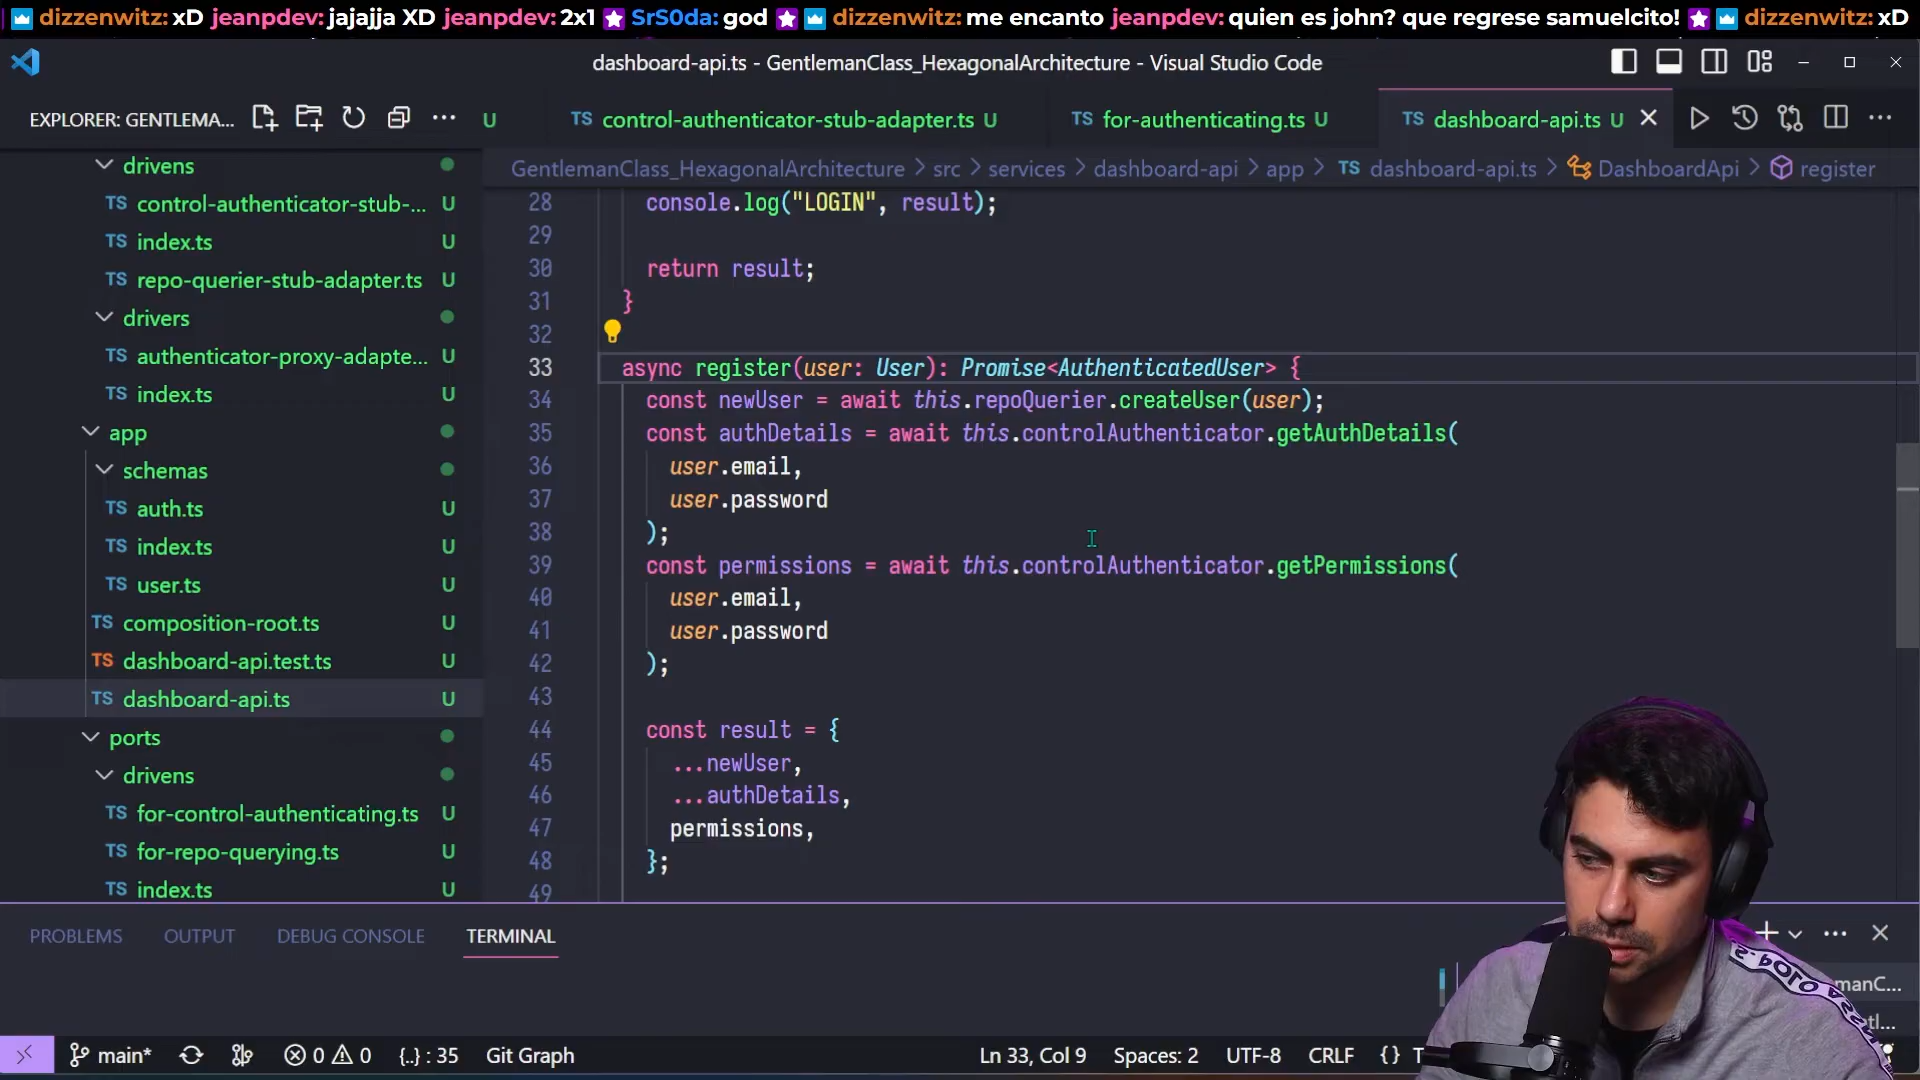 dizzenwitz: xD jeanpdev: jajajja XD jeanpdev: 2x1 SrS0da: god dizzenwitz: me encanto jeanpdev: quien es john? que regrese samuelcito! dizzenwitz: xD
dashboard-api.ts - GentlemanClass_HexagonalArchitecture - Visual Studio Code
EXPLORER: GENTLEMA... U TS control-authenticator-stub-adapter.ts U TS for-authenticating.ts U TS dashboard-api.ts U
GentlemanClass_HexagonalArchitecture > src > services > dashboard-api > app > TS dashboard-api.ts > DashboardApi > register
drivens
TS control-authenticator-stub-... U
TS index.ts U
TS repo-querier-stub-adapter.ts U
drivers
TS authenticator-proxy-adapte... U
TS index.ts U
app
schemas
TS auth.ts U
TS index.ts U
TS user.ts U
TS composition-root.ts U
TS dashboard-api.test.ts U
TS dashboard-api.ts U
ports
drivens
TS for-control-authenticating.ts U
TS for-repo-querying.ts U
TS index.ts U
28 console.log("LOGIN", result);
29
30 return result;
31 }
32
33 async register(user: User): Promise<AuthenticatedUser> {
34 const newUser = await this.repoQuerier.createUser(user);
35 const authDetails = await this.controlAuthenticator.getAuthDetails(
36 user.email,
37 user.password
38 );
39 const permissions = await this.controlAuthenticator.getPermissions(
40 user.email,
41 user.password
42 );
43
44 const result = {
45 ...newUser,
46 ...authDetails,
47 permissions,
48 };
49
PROBLEMS OUTPUT DEBUG CONSOLE TERMINAL
manC...
main* 0 0 {..} : 35 Git Graph Ln 33, Col 9 Spaces: 2 UTF-8 CRLF {} T